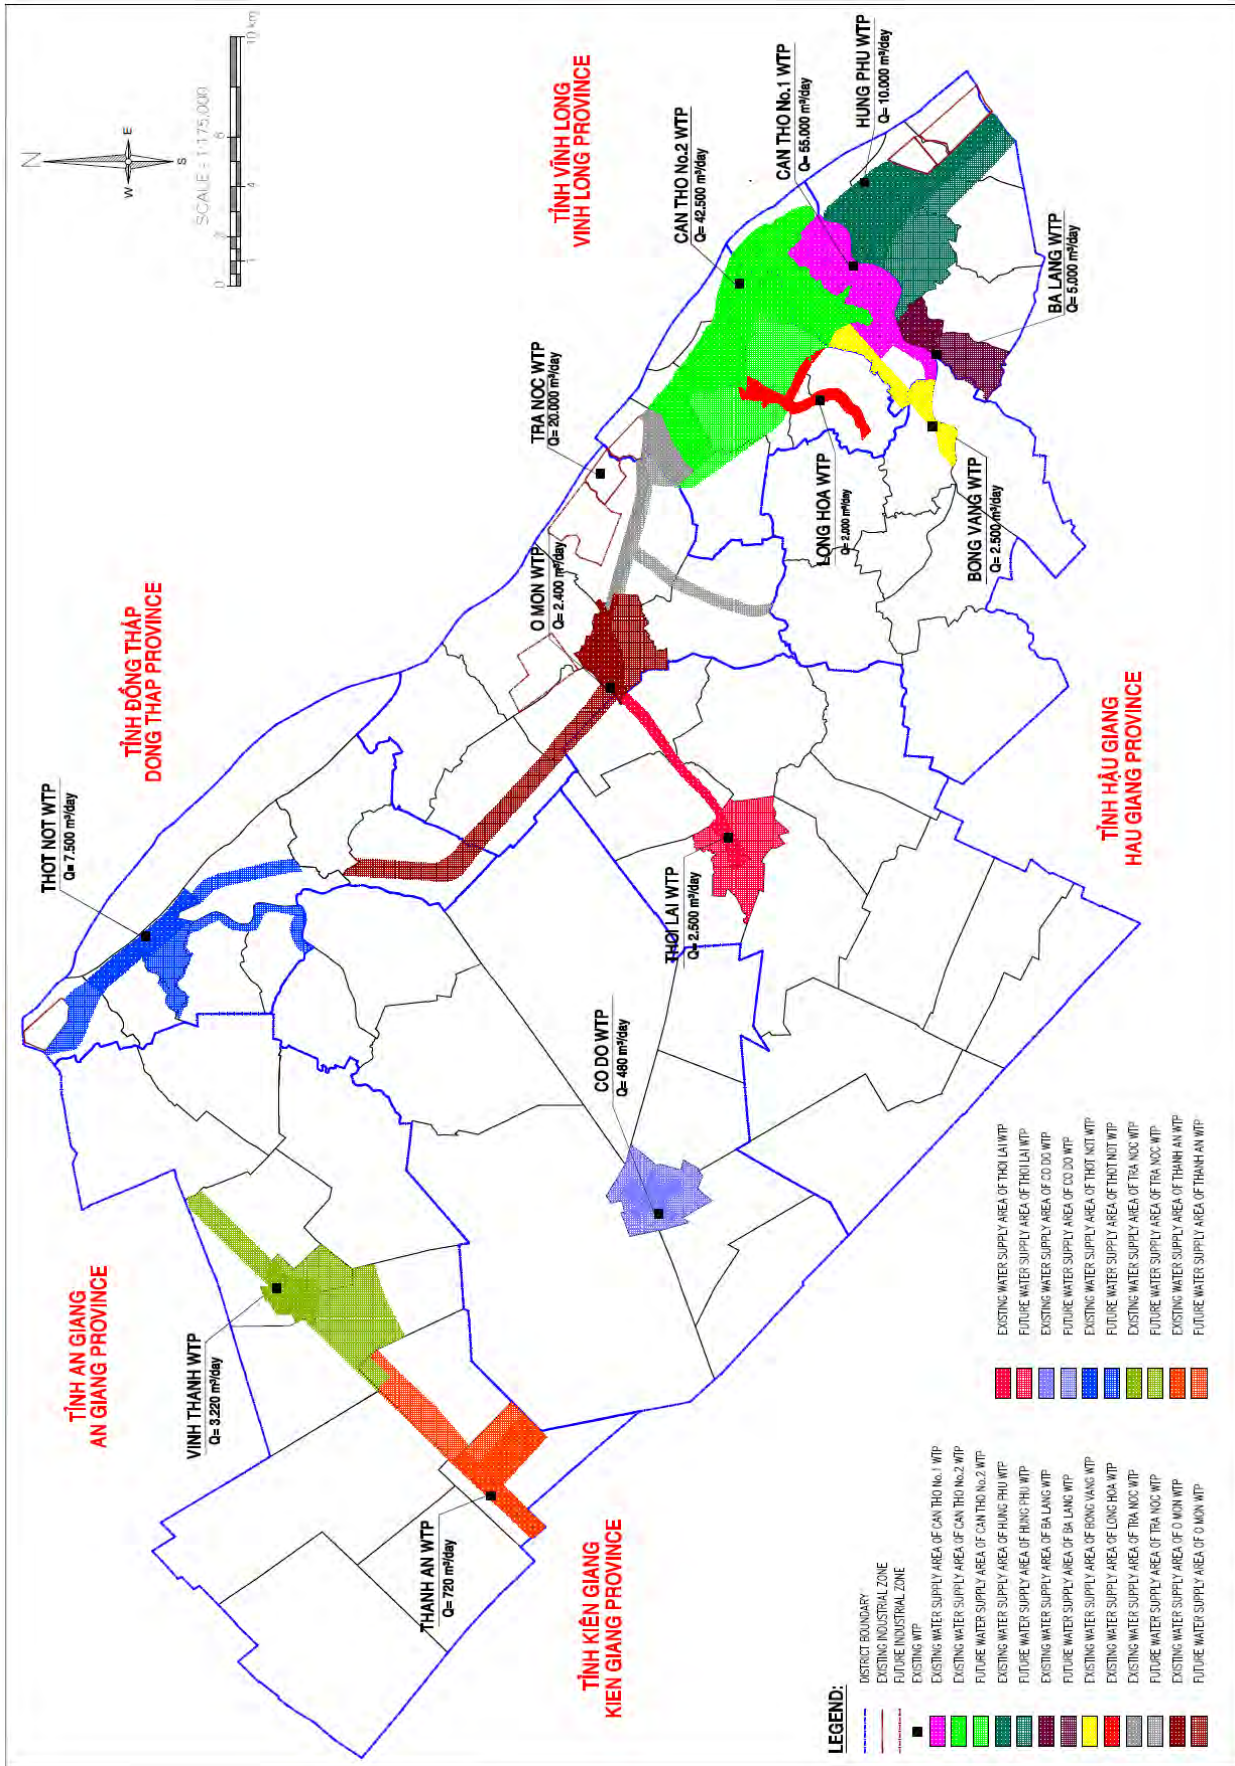 N
W
E
S
SCALE = 1:175.000
0
1
2
4
6
10 km
TỈNH VĨNH LONG
VINH LONG PROVINCE
TỈNH ĐỒNG THÁP
DONG THAP PROVINCE
TỈNH AN GIANG
AN GIANG PROVINCE
TỈNH KIÊN GIANG
KIEN GIANG PROVINCE
TỈNH HẬU GIANG
HAU GIANG PROVINCE
THOT NOT WTP
Q= 7.500 m³/day
O MON WTP
Q= 2.400 m³/day
TRA NOC WTP
Q= 20.000 m³/day
CAN THO No.2 WTP
Q= 42.500 m³/day
CAN THO No.1 WTP
Q= 55.000 m³/day
HUNG PHU WTP
Q= 10.000 m³/day
BA LANG WTP
Q= 5.000 m³/day
LONG HOA WTP
Q= 2,000 m³/day
BONG VANG WTP
Q= 2.500 m³/day
THOI LAI WTP
Q= 2.500 m³/day
CO DO WTP
Q= 480 m³/day
VINH THANH WTP
Q= 3.220 m³/day
THANH AN WTP
Q= 720 m³/day
LEGEND:
DISTRICT BOUNDARY
EXISTING INDUSTRIAL ZONE
FUTURE INDUSTRIAL ZONE
EXISTING WTP
EXISTING WATER SUPPLY AREA OF CAN THO No.1 WTP
EXISTING WATER SUPPLY AREA OF CAN THO No.2 WTP
FUTURE WATER SUPPLY AREA OF CAN THO No.2 WTP
EXISTING WATER SUPPLY AREA OF HUNG PHU WTP
FUTURE WATER SUPPLY AREA OF HUNG PHU WTP
EXISTING WATER SUPPLY AREA OF BA LANG WTP
FUTURE WATER SUPPLY AREA OF BA LANG WTP
EXISTING WATER SUPPLY AREA OF BONG VANG WTP
EXISTING WATER SUPPLY AREA OF LONG HOA WTP
EXISTING WATER SUPPLY AREA OF TRA NOC WTP
FUTURE WATER SUPPLY AREA OF TRA NOC WTP
EXISTING WATER SUPPLY AREA OF O MON WTP
FUTURE WATER SUPPLY AREA OF O MON WTP
EXISTING WATER SUPPLY AREA OF THOI LAI WTP
FUTURE WATER SUPPLY AREA OF THOI LAI WTP
EXISTING WATER SUPPLY AREA OF CO DO WTP
FUTURE WATER SUPPLY AREA OF CO DO WTP
EXISTING WATER SUPPLY AREA OF THOT NOT WTP
FUTURE WATER SUPPLY AREA OF THOT NOT WTP
EXISTING WATER SUPPLY AREA OF TRA NOC WTP
FUTURE WATER SUPPLY AREA OF TRA NOC WTP
EXISTING WATER SUPPLY AREA OF THANH AN WTP
FUTURE WATER SUPPLY AREA OF THANH AN WTP